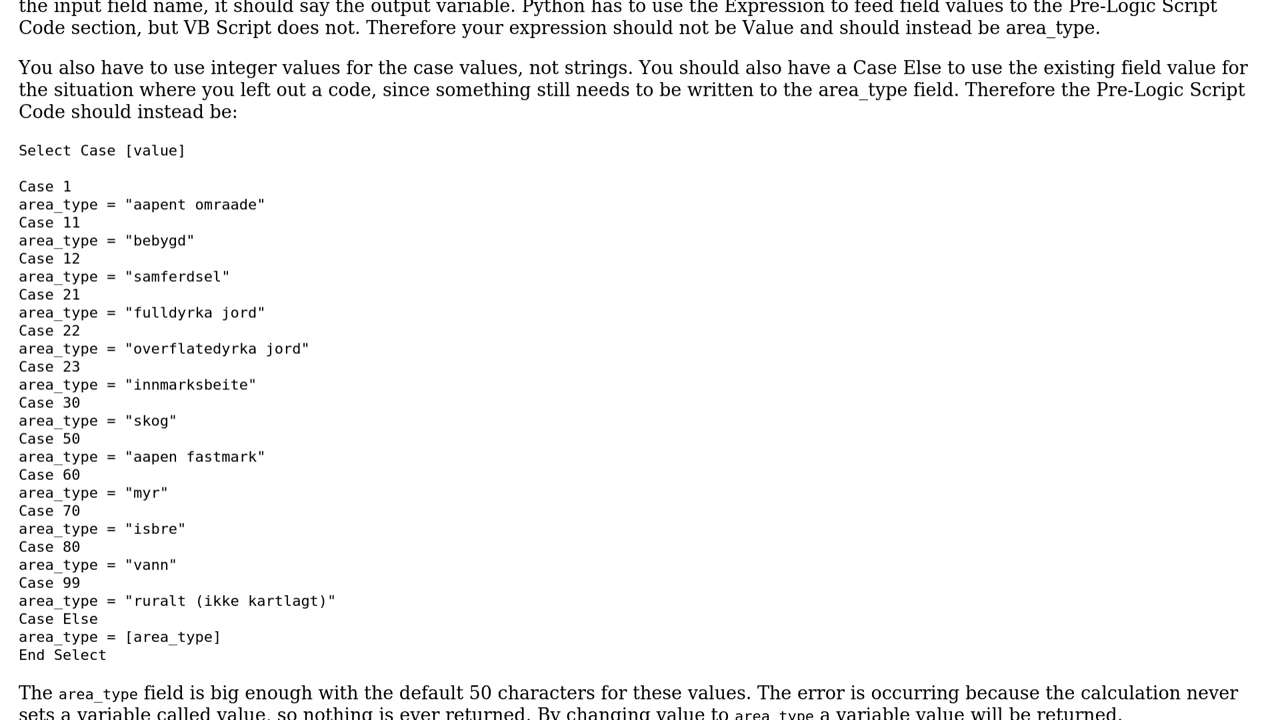 the input field name, it should say the output variable. Python has to use the Expression to feed field values to the Pre-Logic Script
Code section, but VB Script does not. Therefore your expression should not be Value and should instead be area_type.
You also have to use integer values for the case values, not strings. You should also have a Case Else to use the existing field value for
the situation where you left out a code, since something still needs to be written to the area_type field. Therefore the Pre-Logic Script
Code should instead be:
Select Case [value]
Case 1
area_type = "aapent omraade"
Case 11
area_type = "bebygd"
Case 12
area_type = "samferdsel"
Case 21
area_type = "fulldyrka jord"
Case 22
area_type = "overflatedyrka jord"
Case 23
area_type = "innmarksbeite"
Case 30
area_type = "skog"
Case 50
area_type = "aapen fastmark"
Case 60
area_type = "myr"
Case 70
area_type = "isbre"
Case 80
area_type = "vann"
Case 99
area_type = "ruralt (ikke kartlagt)"
Case Else
area_type = [area_type]
End Select
The area_type field is big enough with the default 50 characters for these values. The error is occurring because the calculation never
sets a variable called value, so nothing is ever returned. By changing value to area_type a variable value will be returned.